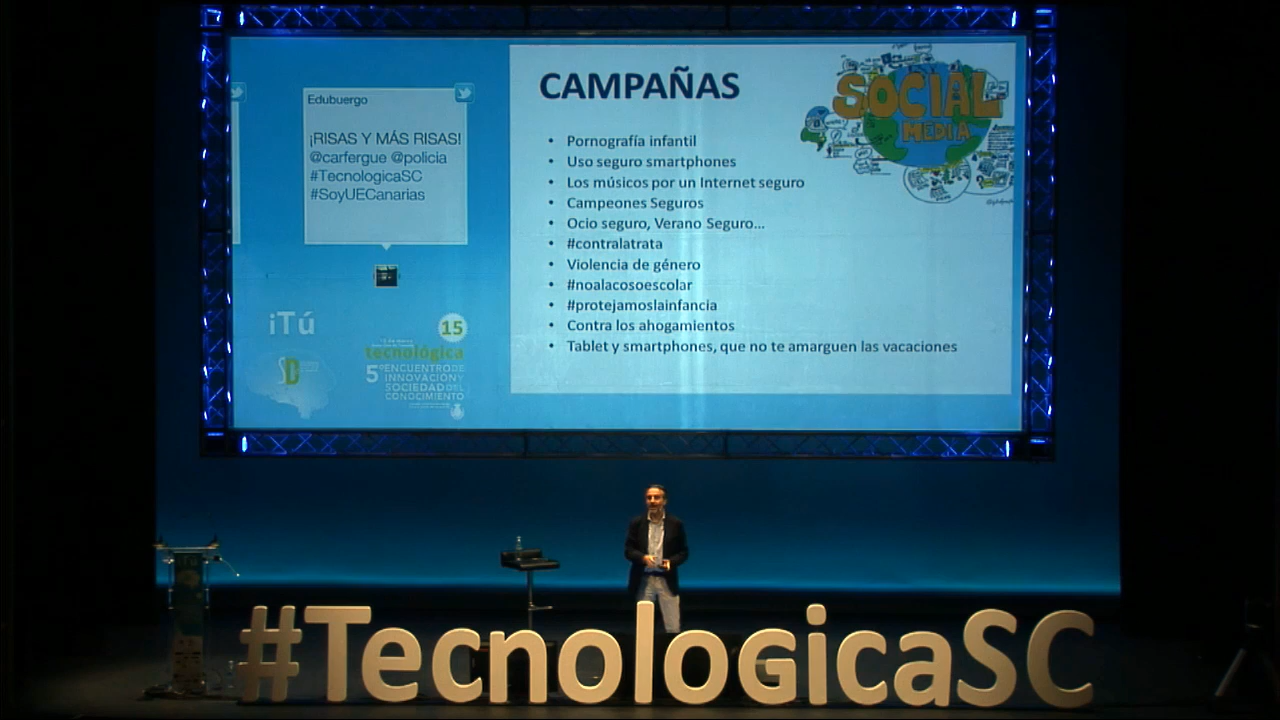 Edubuergo
¡RISAS Y MÁS RISAS!
@carfergue @policia
#TecnologicaSC
#SoyUECanarias
iTú
15
tecnológica
5º ENCUENTRO DE
INNOVACIÓN Y
SOCIEDAD DEL
CONOCIMIENTO
CAMPAÑAS
SOCIAL
MEDIA
• Pornografía infantil
• Uso seguro smartphones
• Los músicos por un Internet seguro
• Campeones Seguros
• Ocio seguro, Verano Seguro...
• #contralatrata
• Violencia de género
• #noalacosoescolar
• #protejamoslainfancia
• Contra los ahogamientos
• Tablet y smartphones, que no te amarguen las vacaciones
iTú
#TecnologicaSC